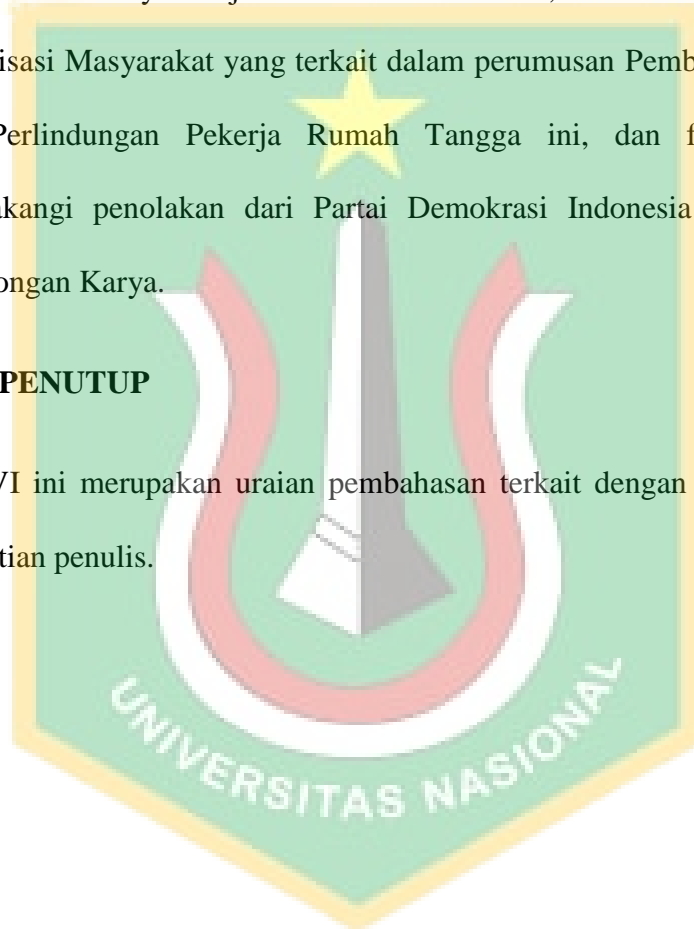 isasi Masyarakat yang terkait dalam perumusan Pemb
Perlindungan Pekerja Rumah Tangga ini, dan f
akangi penolakan dari Partai Demokrasi Indonesia
ongan Karya.
PENUTUP
VI ini merupakan uraian pembahasan terkait dengan
tian penulis.
UNIVERSITAS NASIONAL